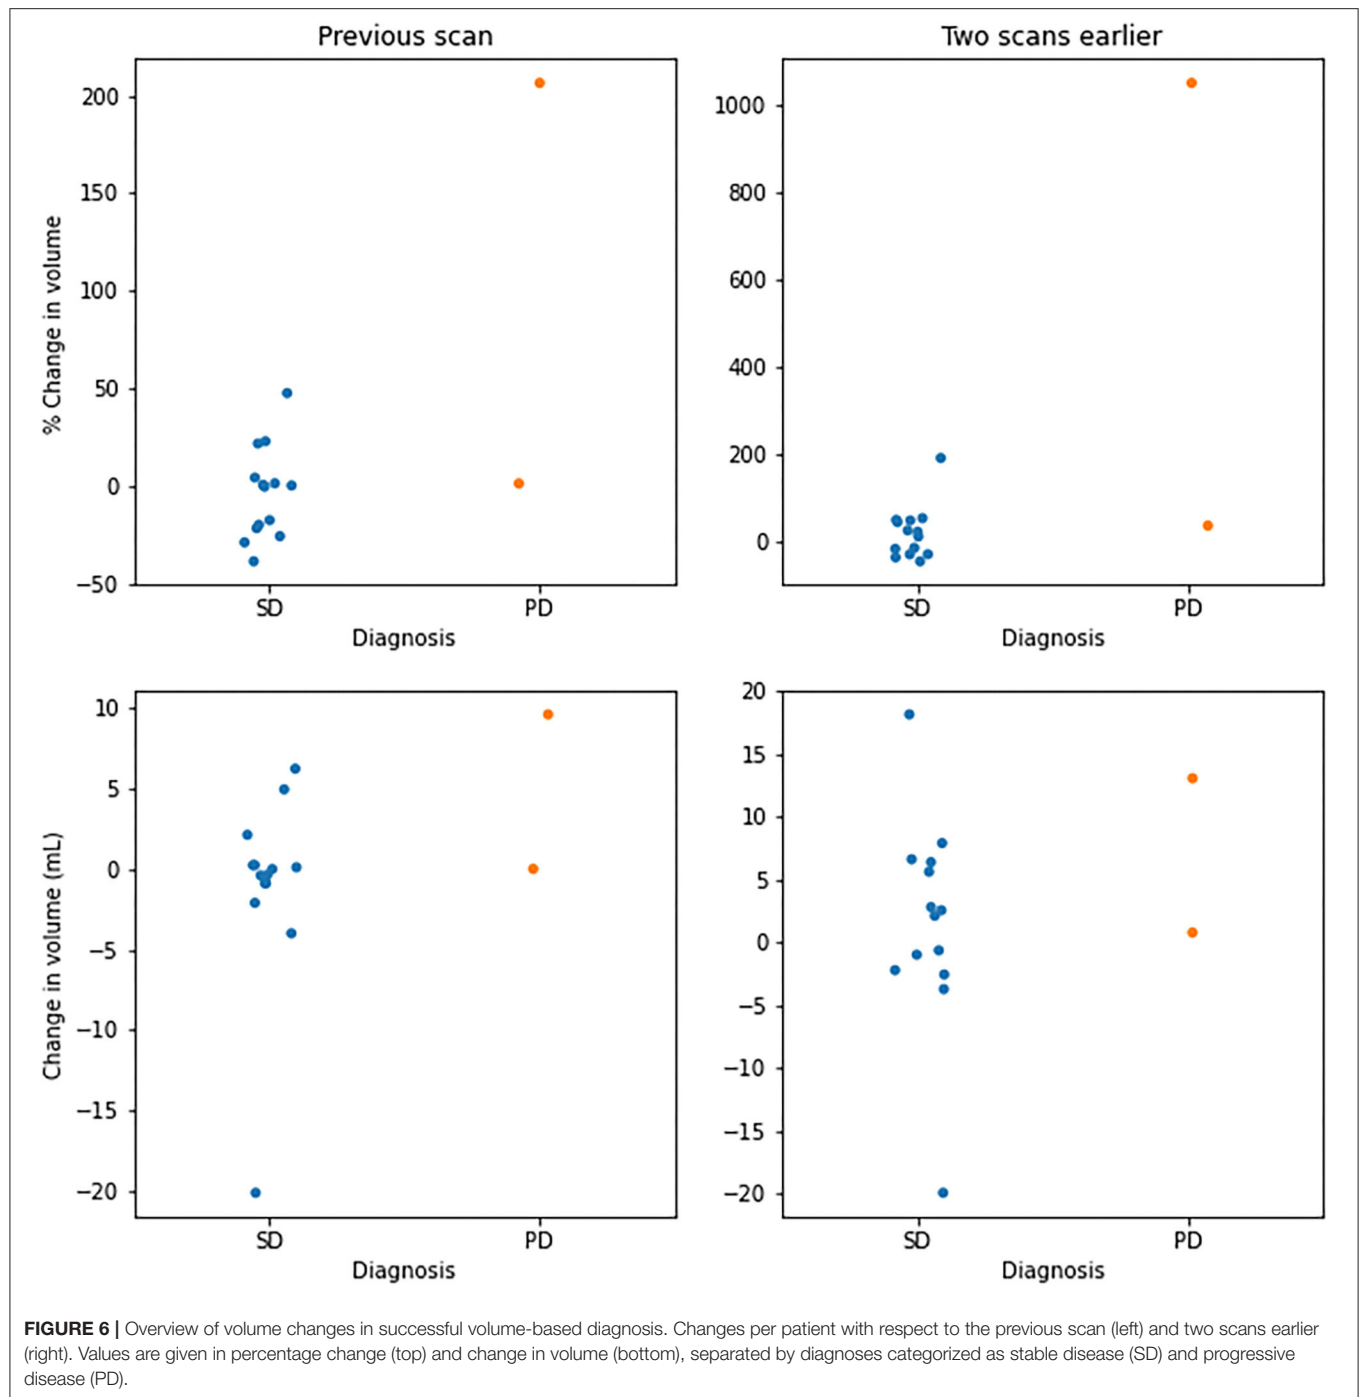 Previous scan
Two scans earlier
% Change in volume
200
150
100
50
0
−50
SD
PD
Diagnosis
1000
800
600
400
200
0
SD
PD
Diagnosis
Change in volume (mL)
10
5
0
−5
−10
−15
−20
SD
PD
Diagnosis
20
15
10
5
0
−5
−10
−15
−20
SD
PD
Diagnosis
FIGURE 6 | Overview of volume changes in successful volume-based diagnosis. Changes per patient with respect to the previous scan (left) and two scans earlier
(right). Values are given in percentage change (top) and change in volume (bottom), separated by diagnoses categorized as stable disease (SD) and progressive
disease (PD).